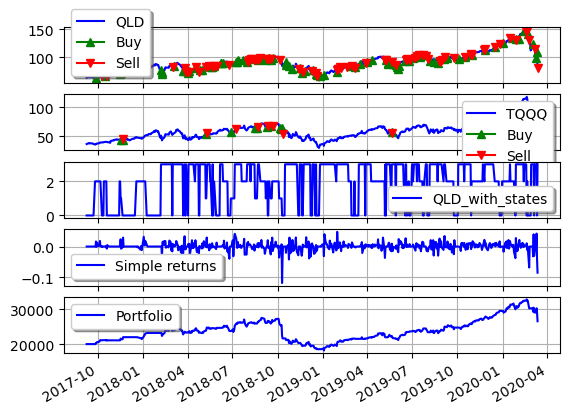 150
100
QLD
Buy
Sell
100
50
TQQQ
Buy
Sell
2
0
QLD_with_states
0.0
−0.1
Simple returns
30000
20000
Portfolio
2017-10
2018-01
2018-04
2018-07
2018-10
2019-01
2019-04
2019-07
2019-10
2020-01
2020-04